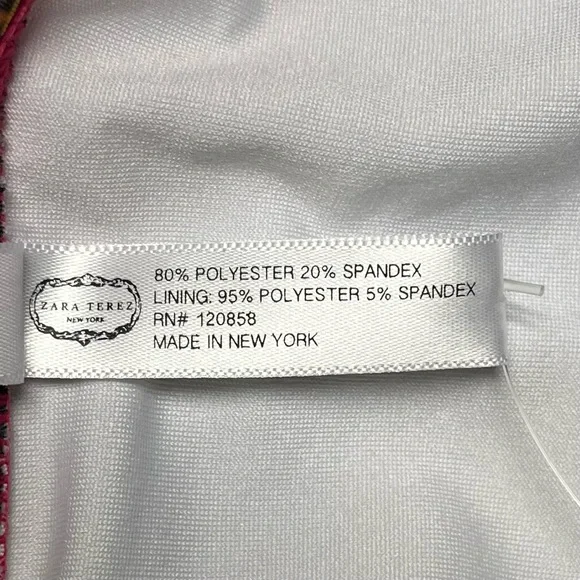 ZARA TEREZ
NEW YORK
80% POLYESTER 20% SPANDEX
LINING: 95% POLYESTER 5% SPANDEX
RN# 120858
MADE IN NEW YORK